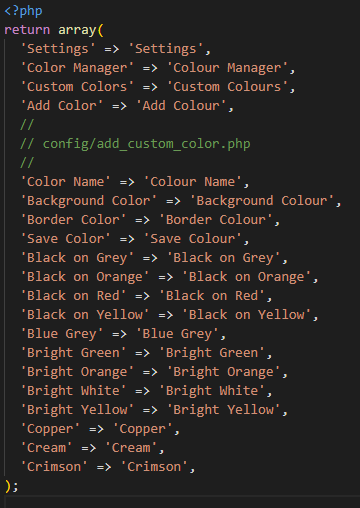 <?php
return array(
'Settings' => 'Settings',
'Color Manager' => 'Colour Manager',
'Custom Colors' => 'Custom Colours',
'Add Color' => 'Add Colour',
//
// config/add_custom_color.php
//
'Color Name' => 'Colour Name',
'Background Color' => 'Background Colour',
'Border Color' => 'Border Colour',
'Save Color' => 'Save Colour',
'Black on Grey' => 'Black on Grey',
'Black on Orange' => 'Black on Orange',
'Black on Red' => 'Black on Red',
'Black on Yellow' => 'Black on Yellow',
'Blue Grey' => 'Blue Grey',
'Bright Green' => 'Bright Green',
'Bright Orange' => 'Bright Orange',
'Bright White' => 'Bright White',
'Bright Yellow' => 'Bright Yellow',
'Copper' => 'Copper',
'Cream' => 'Cream',
'Crimson' => 'Crimson',
);